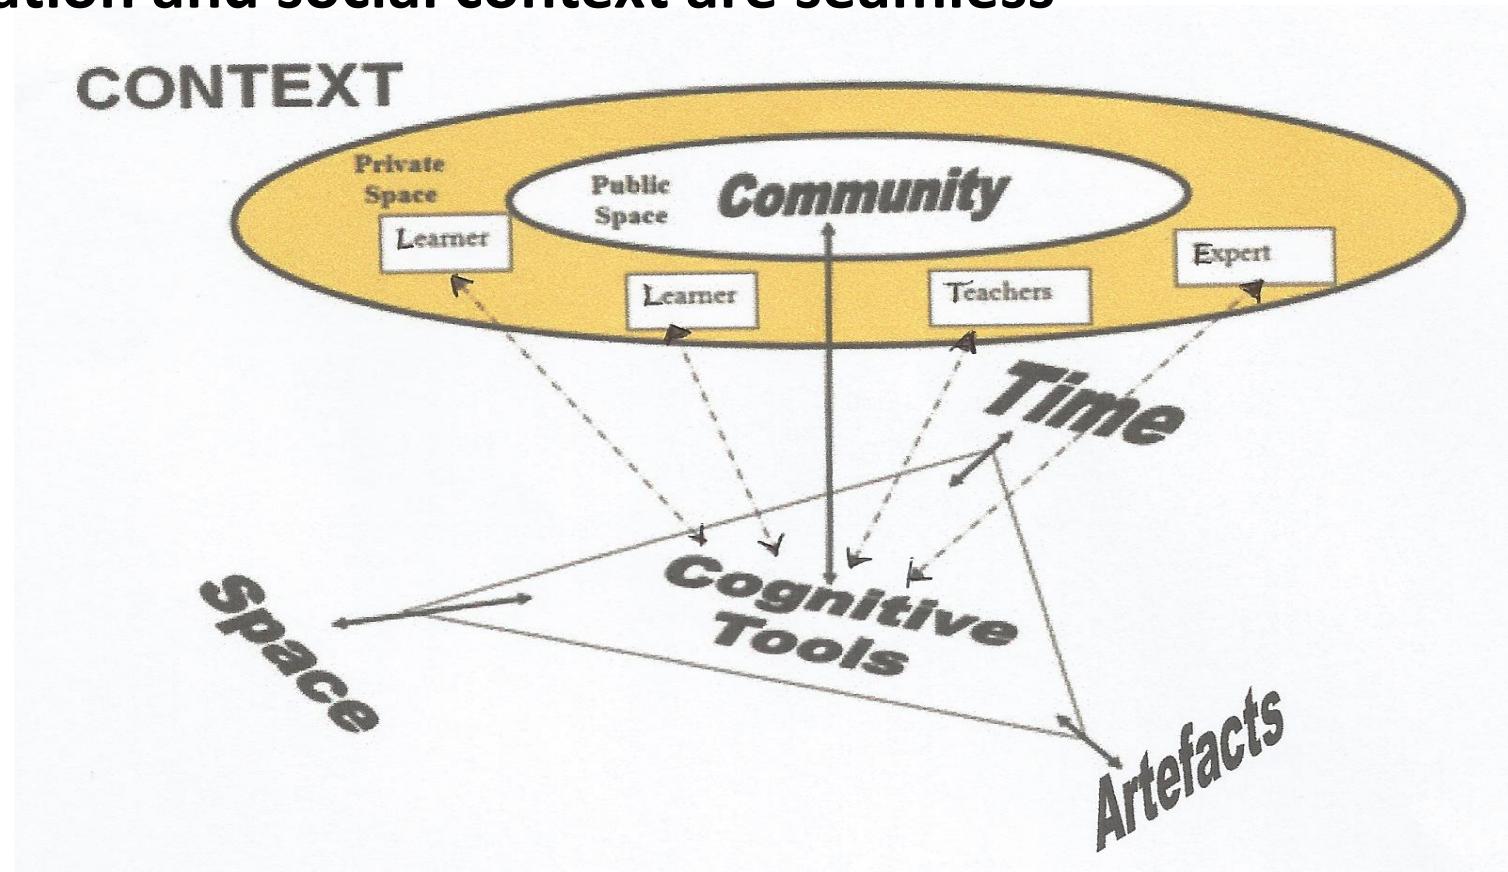 and social context are seamless
CONTEXT
Private
Space
Public
Space
Community
Learner
Learner
Teachers
Expert
Time
Cognitive
Tools
Space
Artefacts